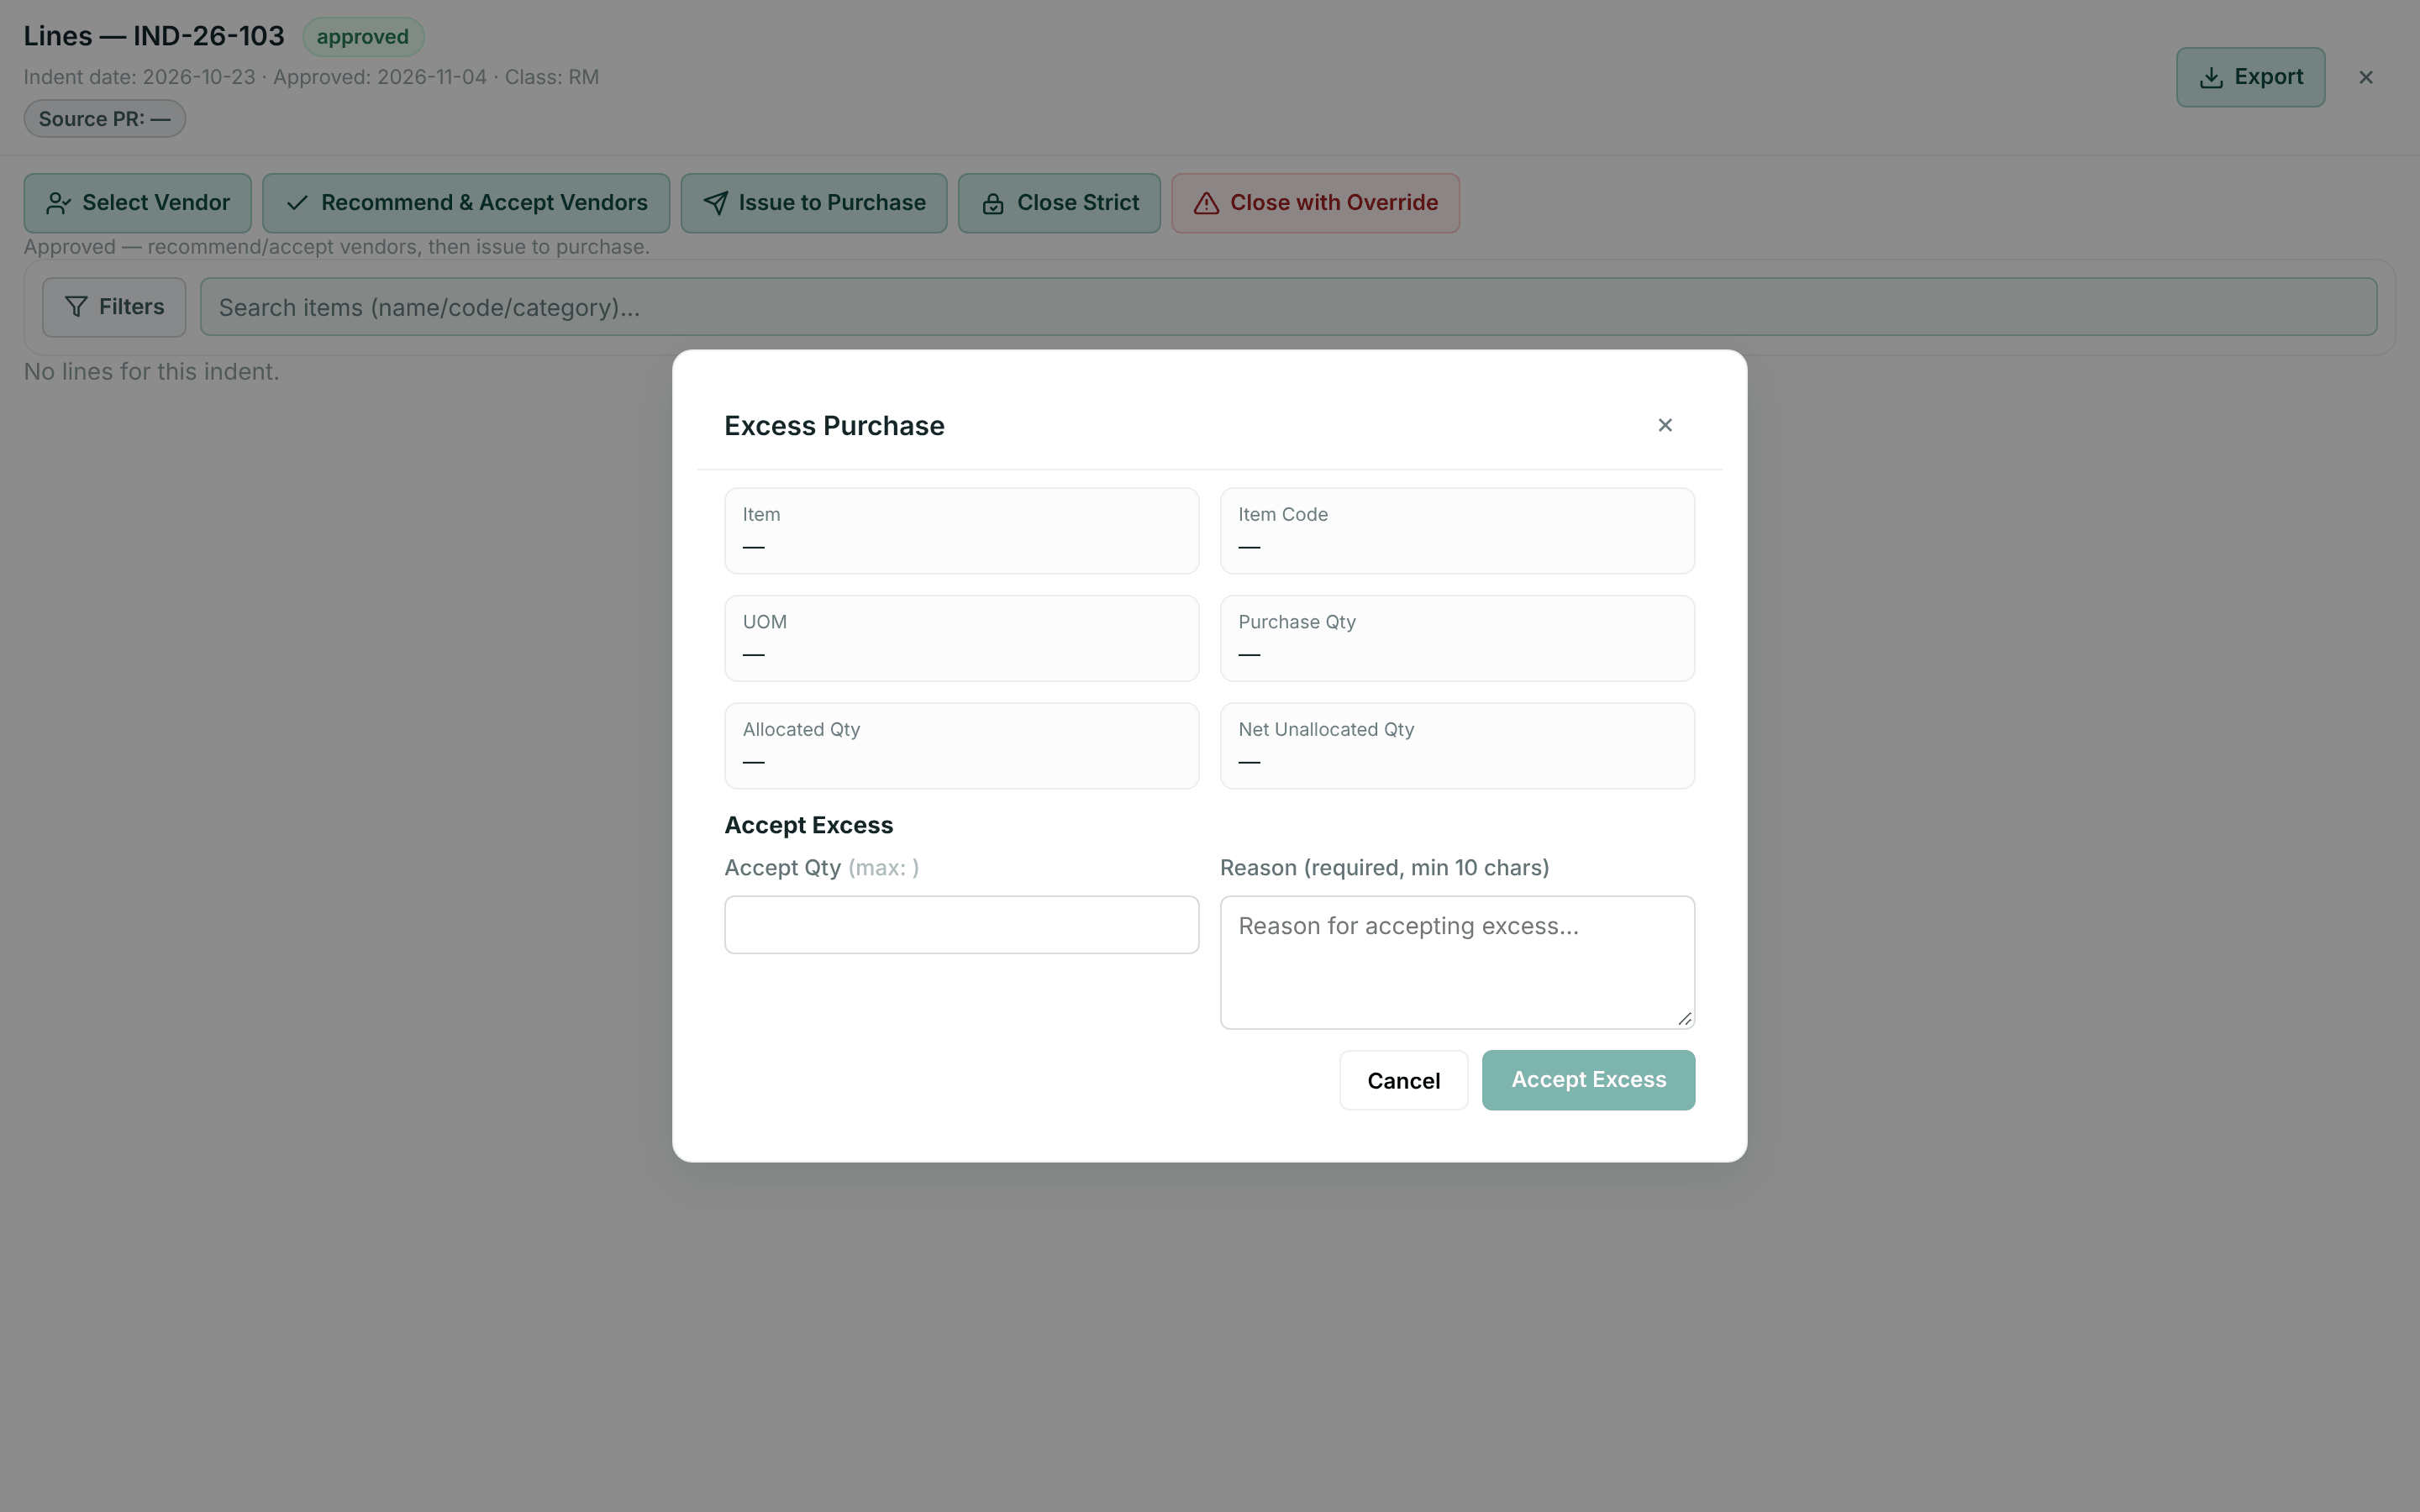 Lines — IND-26-103 approved
Indent date: 2026-10-23 · Approved: 2026-11-04 · Class: RM
Source PR: —
Export ×
Select Vendor Recommend & Accept Vendors Issue to Purchase Close Strict Close with Override
Approved — recommend/accept vendors, then issue to purchase.
Filters Search items (name/code/category)...
No lines for this indent.
Excess Purchase ×
Item Item Code
— —
UOM Purchase Qty
— —
Allocated Qty Net Unallocated Qty
— —
Accept Excess
Accept Qty (max: ) Reason (required, min 10 chars)
Reason for accepting excess...
Cancel Accept Excess